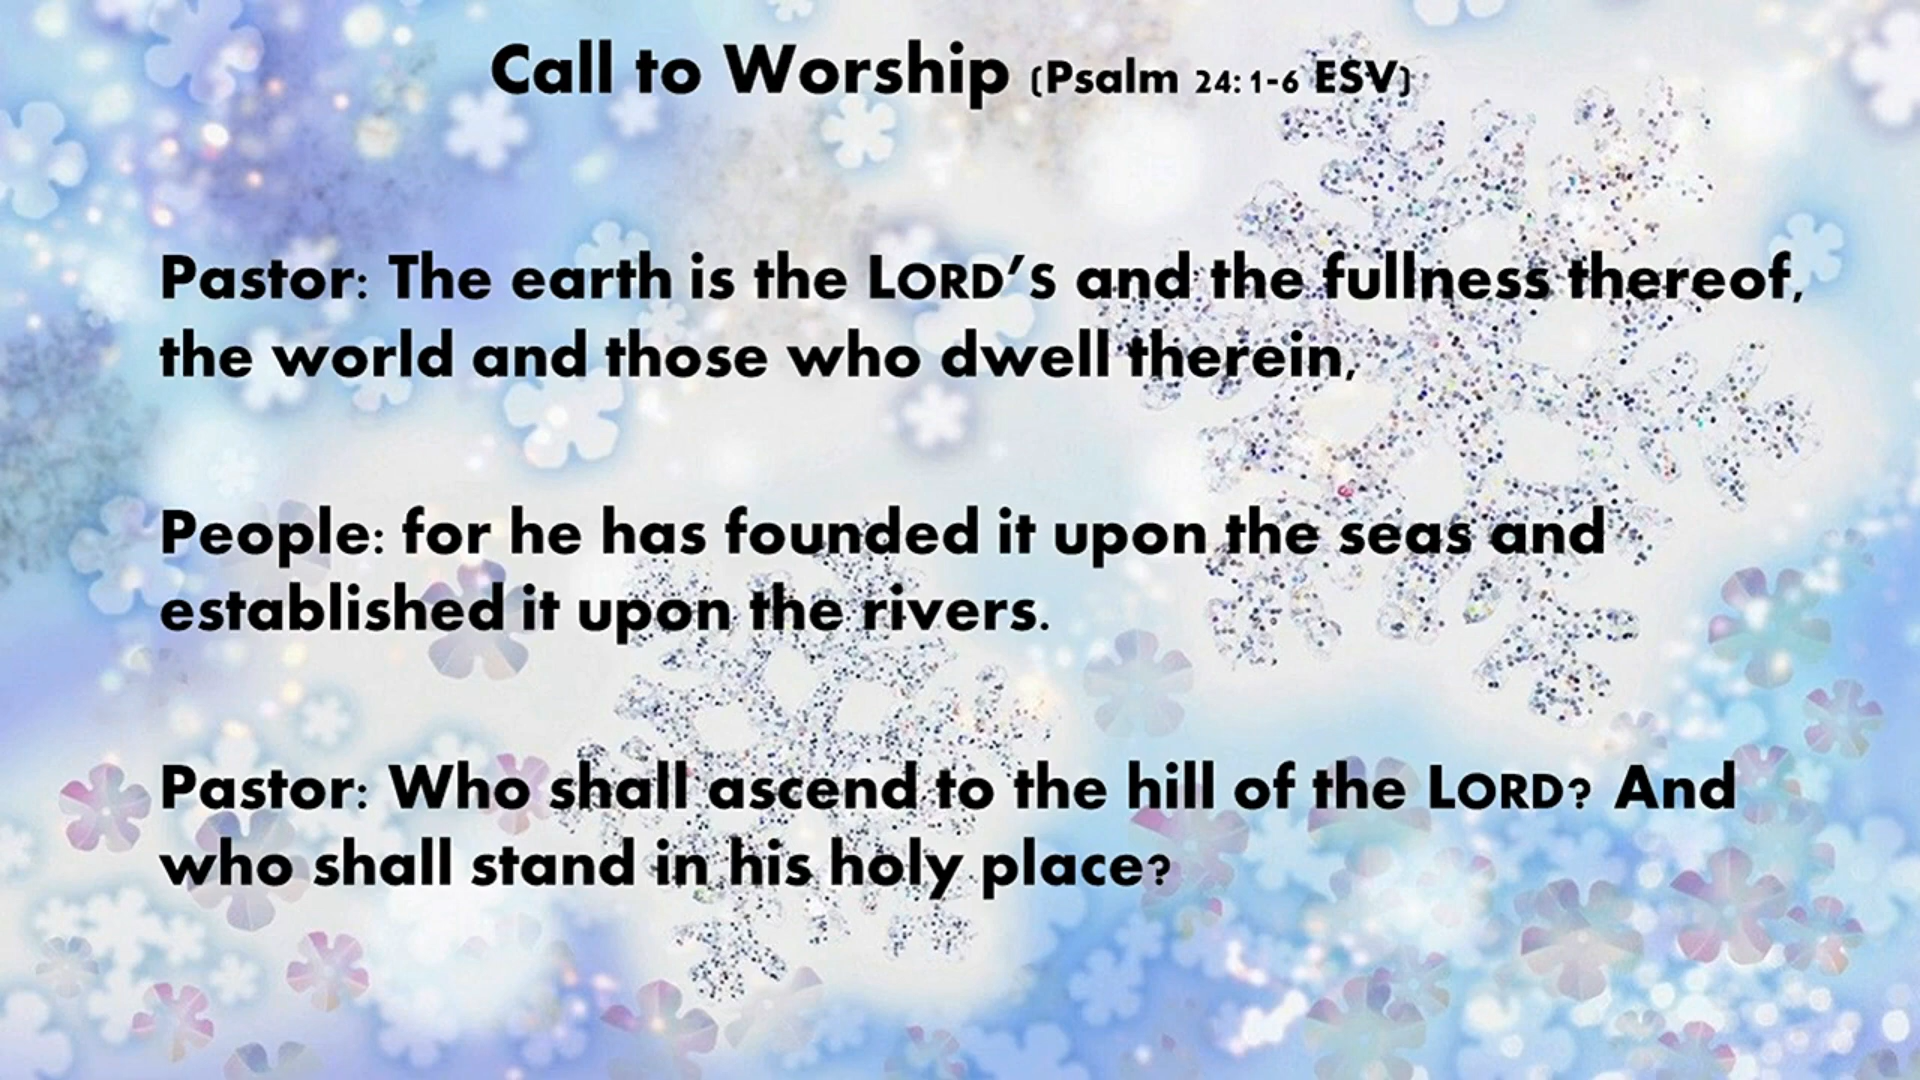 Call to Worship (Psalm 24:1-6 ESV)
Pastor: The earth is the LORD’S and the fullness thereof,
the world and those who dwell therein,
People: for he has founded it upon the seas and
established it upon the rivers.
Pastor: Who shall ascend to the hill of the LORD? And
who shall stand in his holy place?